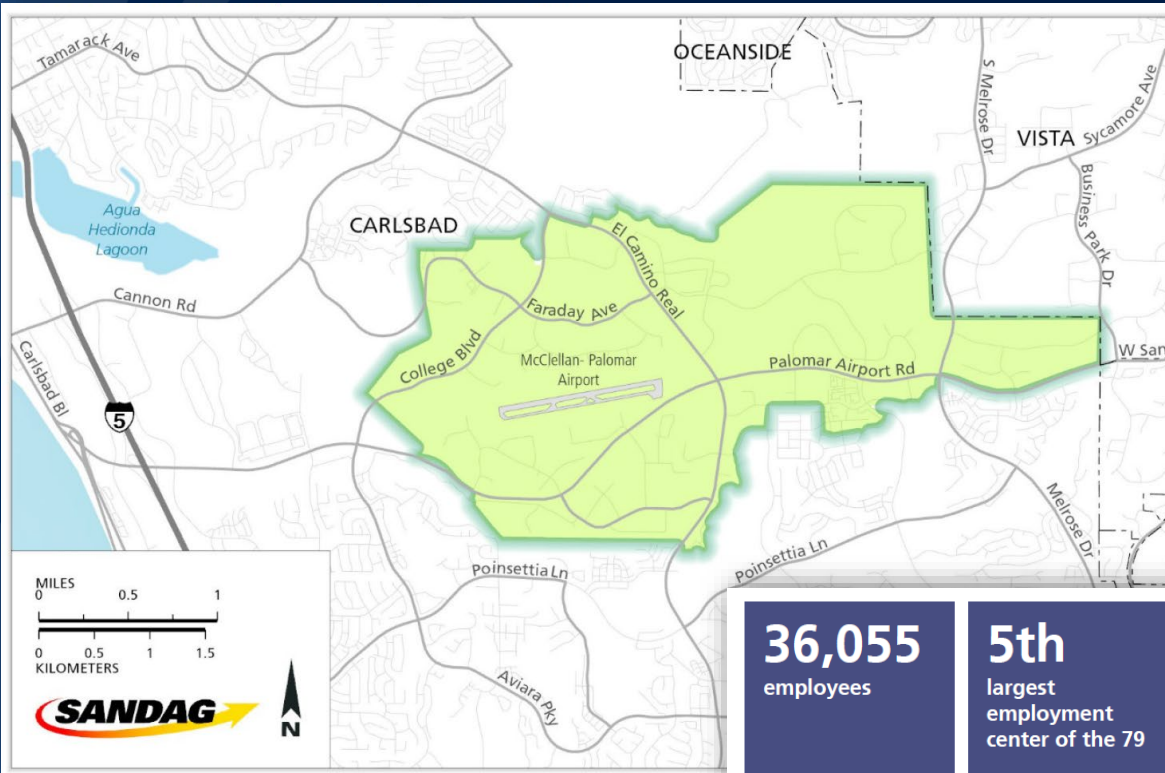 Tamarack Ave
OCEANSIDE
S Melrose Dr
VISTA
Sycamore Ave
Business Park Dr
Agua
Hedionda
Lagoon
CARLSBAD
El Camino Real
Cannon Rd
Faraday Ave
College Blvd
McClellan- Palomar
Airport
Palomar Airport Rd
W San
Carlsbad Bl
5
Melrose Dr
Poinsettia Ln
Poinsettia Ln
Aviara Pky
MILES
0 0.5 1
0 0.5 1 1.5
KILOMETERS
SANDAG
N
36,055
employees
5th
largest
employment
center of the 79